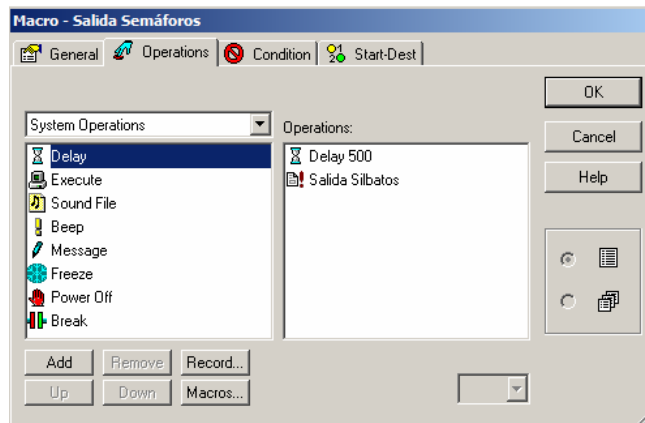 Macro - Salida Semáforos
General Operations Condition Start-Dest
OK
System Operations
Operations:
Cancel
Delay
Delay 500
Execute
Salida Silbatos
Help
Sound File
Beep
Message
Freeze
Power Off
Break
Add Remove Record...
Up Down Macros...